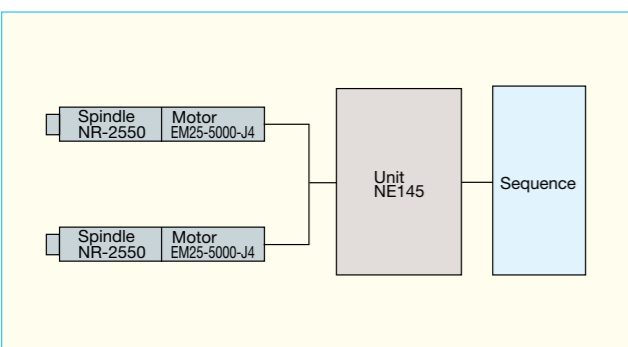 Spindle
NR-2550
Motor
EM25-5000-J4
Spindle
NR-2550
Motor
EM25-5000-J4
Unit
NE145
Sequence